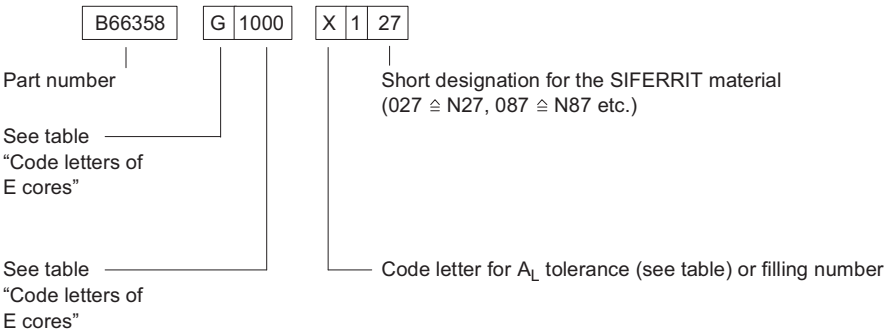 B66358 G 1000 X 1 27
Part number
Short designation for the SIFERRIT material
(027 ≙ N27, 087 ≙ N87 etc.)
See table
“Code letters of
E cores”
See table
“Code letters of
E cores”
Code letter for AL tolerance (see table) or filling number